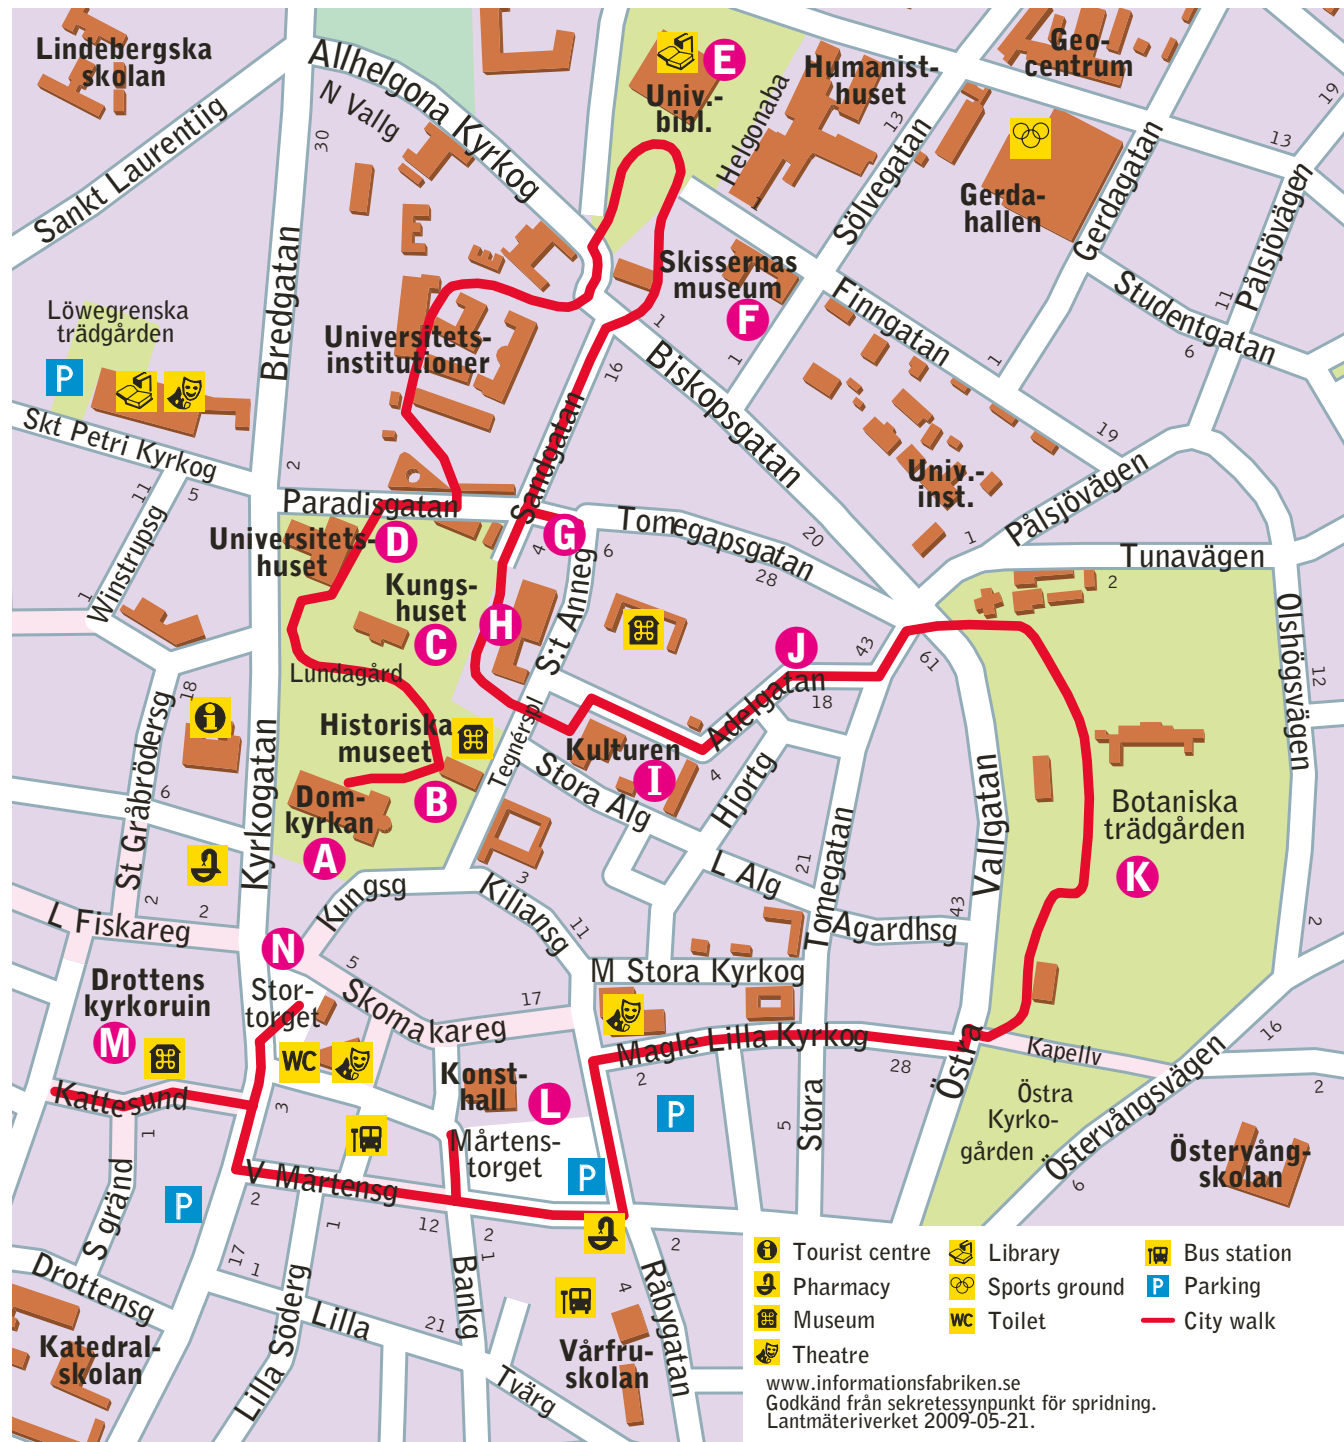 Lindebergska
skolan
Allhelgona Kyrkog
N Vallg
Sankt Laurentiig
30
Bredgatan
E
Univ.-
bibl.
Helgonaba
Humanist-
huset
Geo-
centrum
13
Sölvegatan
Gerda-
hallen
Gerdagatan
13
19
Pålsjövägen
11
Studentgatan
6
Löwegrenska
trädgården
P
Skt Petri Kyrkog
Universitets-
institutioner
Skissernas
museum
F
1
1
Finngatan
1
19
Biskopsgatan
16
Sandgatan
Univ.-
inst.
Pålsjövägen
1
Tunavägen
2
2
Paradisgatan
11
5
Winstrupsg
1
Universitets-
huset
D
Kungs-
huset
C
G
4
H
6
S:t Anneg
Tomegapsgatan
28
20
Olshögsvägen
12
2
J
43
61
18
Adelgatan
Lundagård
18
Historiska
museet
B
Tegnérspl
Kulturen
I
4
Stora Alg
Hjortg
Kyrkogatan
St Gråbrödersg
6
Dom-
kyrkan
A
Botaniska
trädgården
K
Vallgatan
43
L Alg
21
Tomegatan
Agardhsg
2
2
L Fiskareg
Kungsg
3
Kiliansg
11
N
Stor-
torget
5
Skomakareg
17
M Stora Kyrkog
Drottens
kyrkoruin
M
WC
Konst-
hall
L
Magle Lilla Kyrkog
2
28
Östra
Kapellv
16
Östra
Kyrko-
gården
Östervångsvägen
6
2
Östervång-
skolan
Kattesund
1
3
P
Mårtens-
torget
P
5
Stora
V Mårtensg
P
2
S gränd
1
12
2
1
Bankg
2
4
Råbygatan
17
1
Drottensg
Lilla Söderg
Lilla
21
Tvärg
Katedral-
skolan
Vårfru-
skolan
Tourist centre
Pharmacy
Museum
Theatre
Library
Sports ground
WC Toilet
Bus station
P Parking
City walk
www.informationsfabriken.se
Godkänd från sekretessynpunkt för spridning.
Lantmäteriverket 2009-05-21.